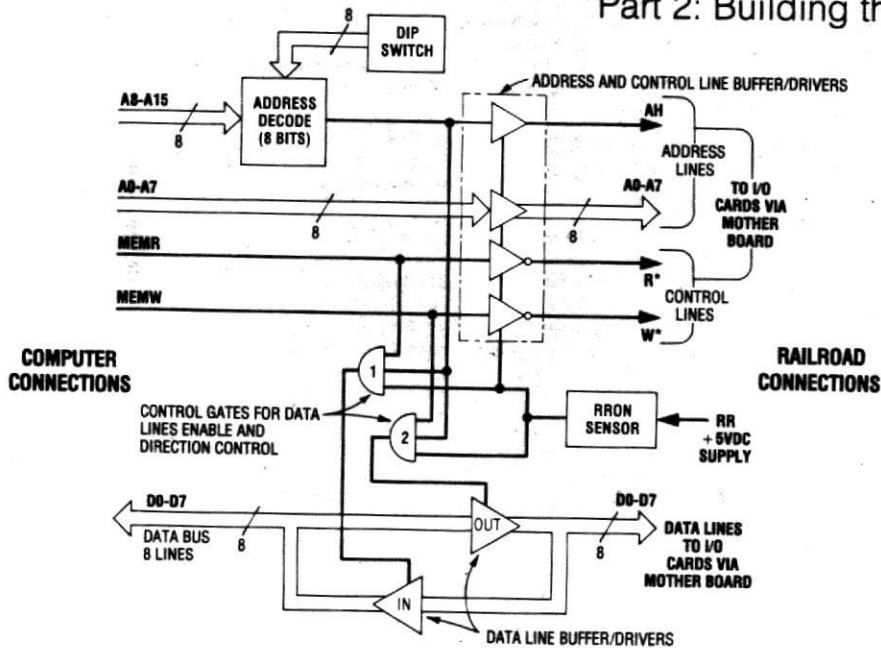 Part 2: Building th
DIP
SWITCH
8
ADDRESS
DECODE
(8 BITS)
A8-A15
8
ADDRESS AND CONTROL LINE BUFFER/DRIVERS
AH
ADDRESS
LINES
A0-A7
8
A0-A7
8
TO I/O
CARDS VIA
MOTHER
BOARD
MEMR
R*
CONTROL
LINES
MEMW
W*
COMPUTER
CONNECTIONS
RAILROAD
CONNECTIONS
1
CONTROL GATES FOR DATA
LINES ENABLE AND
DIRECTION CONTROL
2
RRON
SENSOR
RR
+5VDC
SUPPLY
D0-D7
DATA BUS
8 LINES
8
OUT
D0-D7
8
DATA LINES
TO I/O
CARDS VIA
MOTHER BOARD
IN
DATA LINE BUFFER/DRIVERS